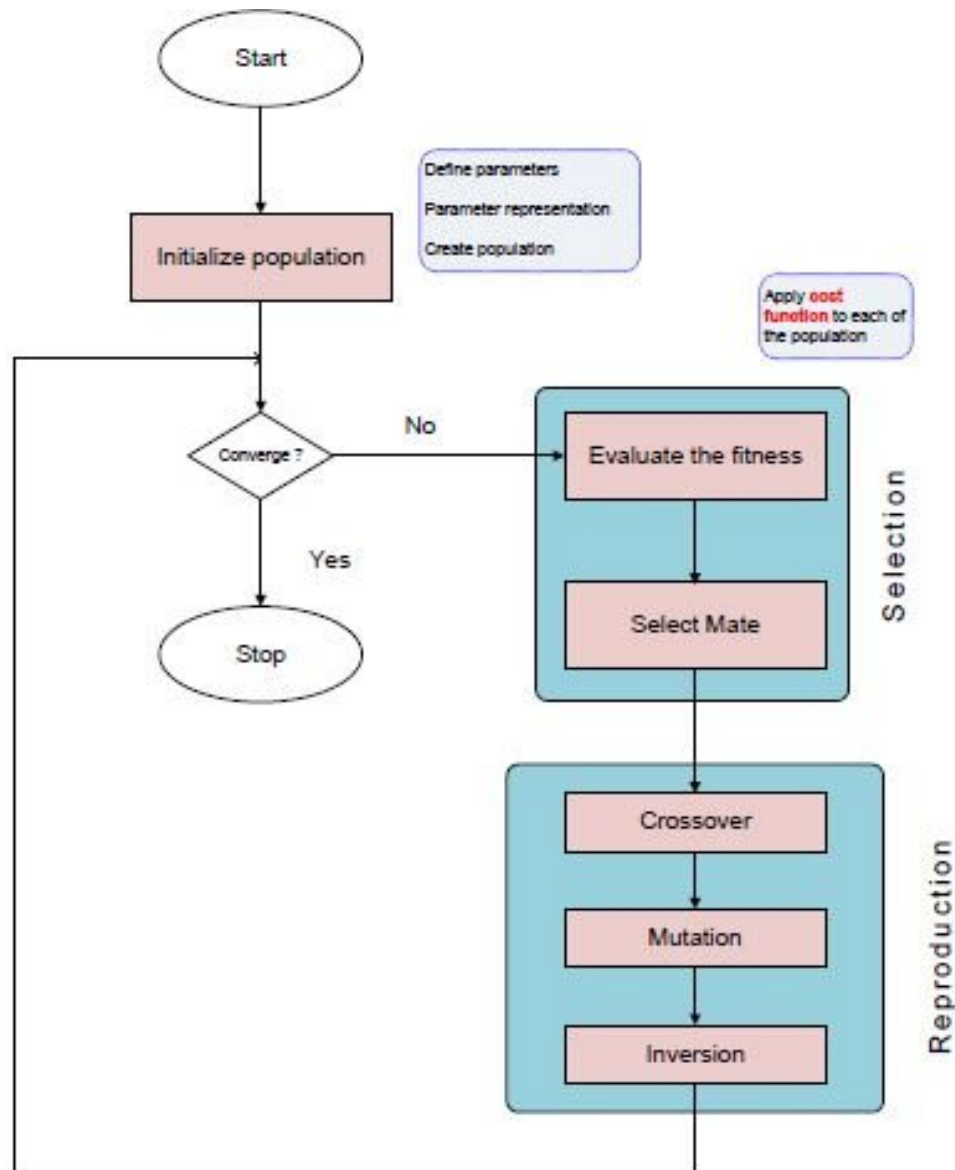 Start
Define parameters
Parameter representation
Create population
Initialize population
Apply cost
function to each of
the population
Converge ?
No
Yes
Stop
Evaluate the fitness
Select Mate
Selection
Crossover
Mutation
Inversion
Reproduction